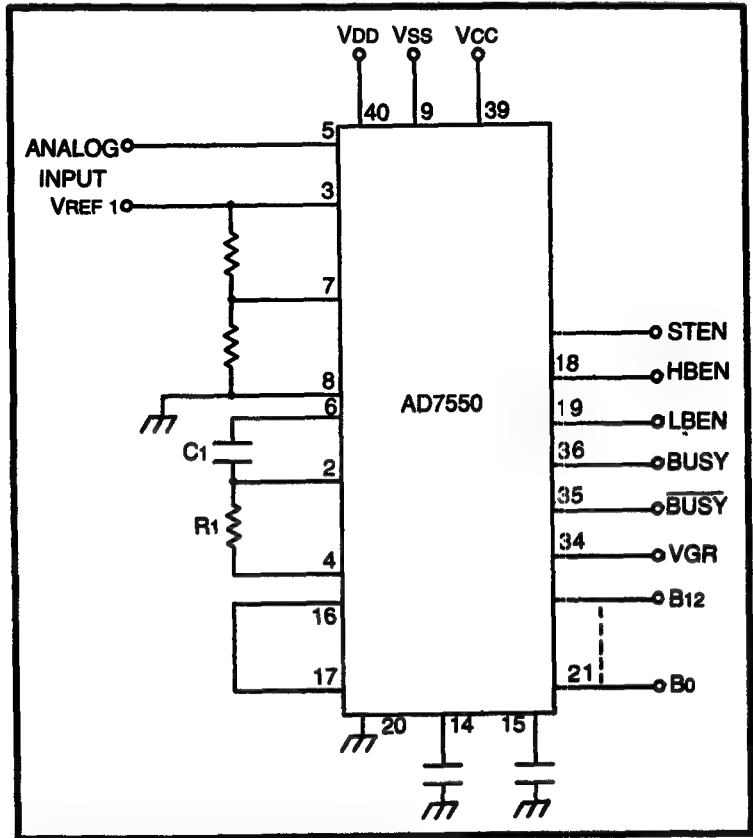 VDD VSS VCC
40 9 39
ANALOG
INPUT
5
VREF 1
3
7
8
6
C1
2
R1
4
16
17
AD7550
STEN
18 HBEN
19 LBEN
36 BUSY
35 BUSY
34 VGR
B12
21 B0
20 14 15